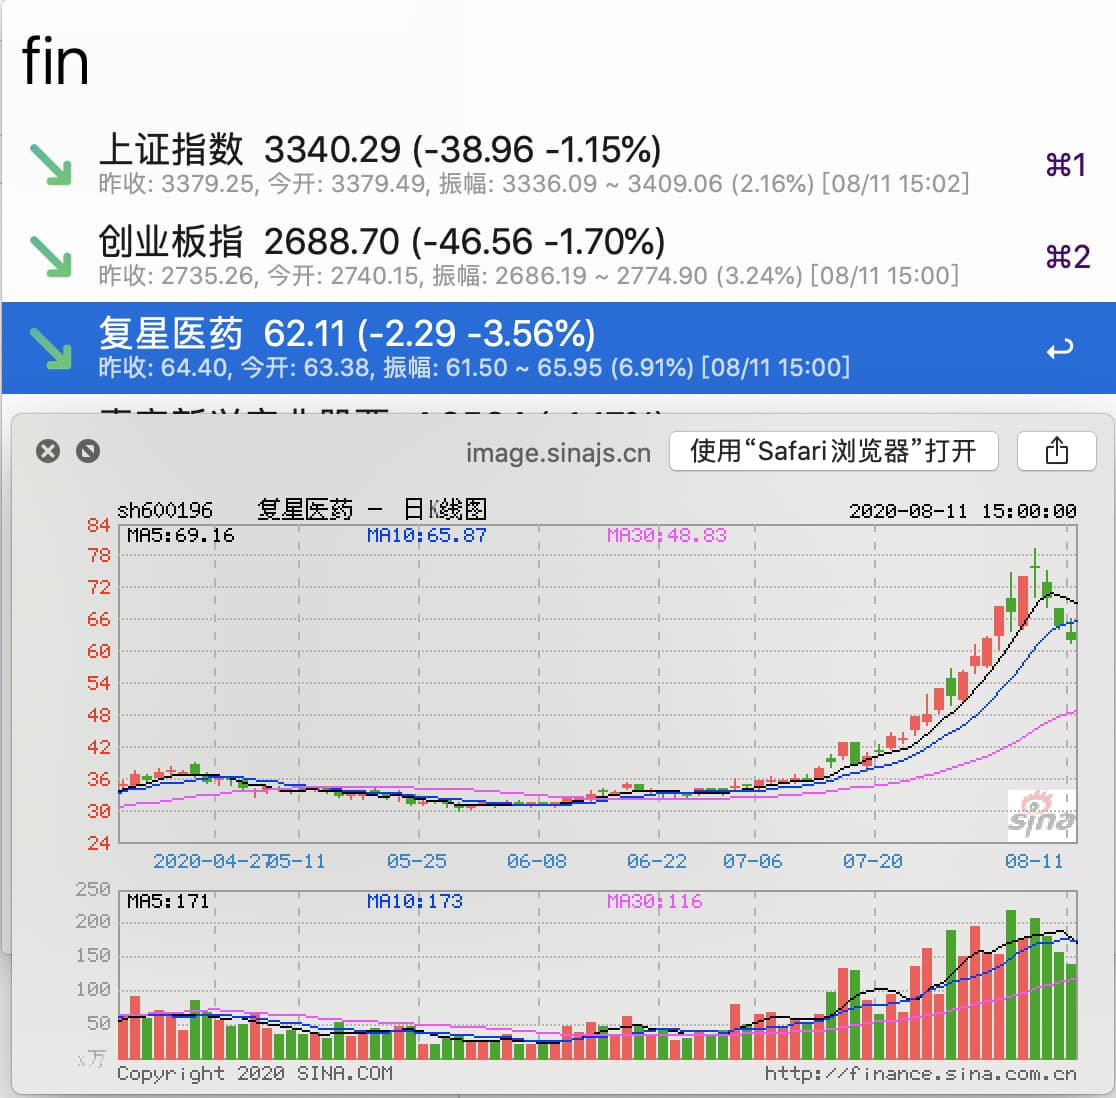 fin
上证指数 3340.29 (-38.96 -1.15%)
昨收: 3379.25, 今开: 3379.49, 振幅: 3336.09 ~ 3409.06 (2.16%) [08/11 15:02]
⌘1
创业板指 2688.70 (-46.56 -1.70%)
昨收: 2735.26, 今开: 2740.15, 振幅: 2686.19 ~ 2774.90 (3.24%) [08/11 15:00]
⌘2
复星医药 62.11 (-2.29 -3.56%)
昨收: 64.40, 今开: 63.38, 振幅: 61.50 ~ 65.95 (6.91%) [08/11 15:00]
image.sinajs.cn 使用“Safari浏览器”打开
sh600196 复星医药 - 日K线图 2020-08-11 15:00:00
MA5:69.16 MA10:65.87 MA30:48.83
84
78
72
66
60
54
48
42
36
30
24
sina
2020-04-27 05-11 05-25 06-08 06-22 07-06 07-20 08-11
MA5:171 MA10:173 MA30:116
250
200
150
100
50
x万
Copyright 2020 SINA.COM http://finance.sina.com.cn